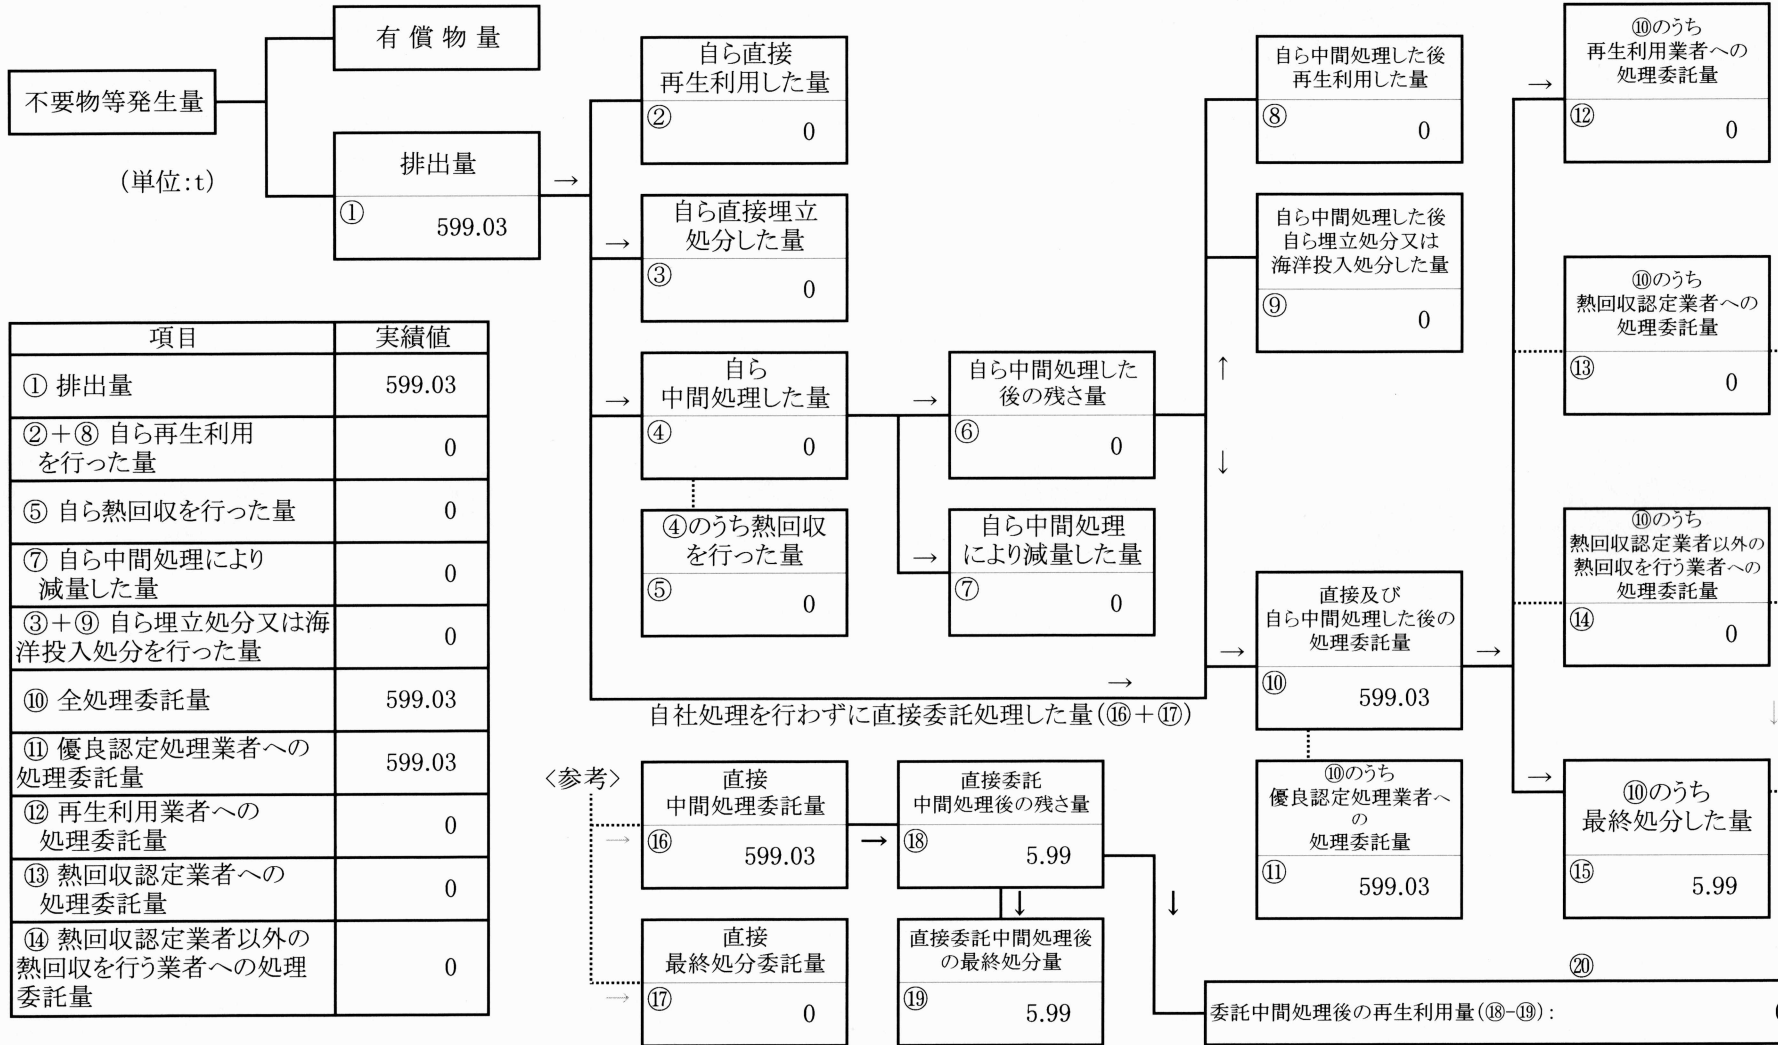 有償物量
不要物等発生量
(単位:t)
排出量
→
①
599.03
自ら直接
再生利用した量
②
0
→
自ら直接埋立
処分した量
③
0
→
自ら
中間処理した量
④
0
④のうち熱回収
を行った量
⑤
0
→
自ら中間処理した
後の残さ量
⑥
0
→
自ら中間処理
により減量した量
⑦
0
自ら中間処理した後
再生利用した量
⑧
0
自ら中間処理した後
自ら埋立処分又は
海洋投入処分した量
⑨
0
↑
↓
→
直接及び
自ら中間処理した後の
処理委託量
⑩
599.03
→
⑩のうち
優良認定処理業者へ
の
処理委託量
⑪
599.03
→
⑩のうち
再生利用業者への
処理委託量
⑫
0
⑩のうち
熱回収認定業者への
処理委託量
⑬
0
⑩のうち
熱回収認定業者以外の
熱回収を行う業者への
処理委託量
⑭
0
↓
→
⑩のうち
最終処分した量
⑮
5.99
→
自社処理を行わずに直接委託処理した量(⑯+⑰)
〈参考〉
→
直接
中間処理委託量
⑯
599.03
→
直接委託
中間処理後の残さ量
⑱
5.99
↓
↓
→
直接
最終処分委託量
⑰
0
直接委託中間処理後
の最終処分量
⑲
5.99
⑳
委託中間処理後の再生利用量(⑱-⑲):
項目 実績値
① 排出量 599.03
②+⑧ 自ら再生利用
を行った量 0
⑤ 自ら熱回収を行った量 0
⑦ 自ら中間処理により
減量した量 0
③+⑨ 自ら埋立処分又は海
洋投入処分を行った量 0
⑩ 全処理委託量 599.03
⑪ 優良認定処理業者への
処理委託量 599.03
⑫ 再生利用業者への
処理委託量 0
⑬ 熱回収認定業者への
処理委託量 0
⑭ 熱回収認定業者以外の
熱回収を行う業者への処理
委託量 0